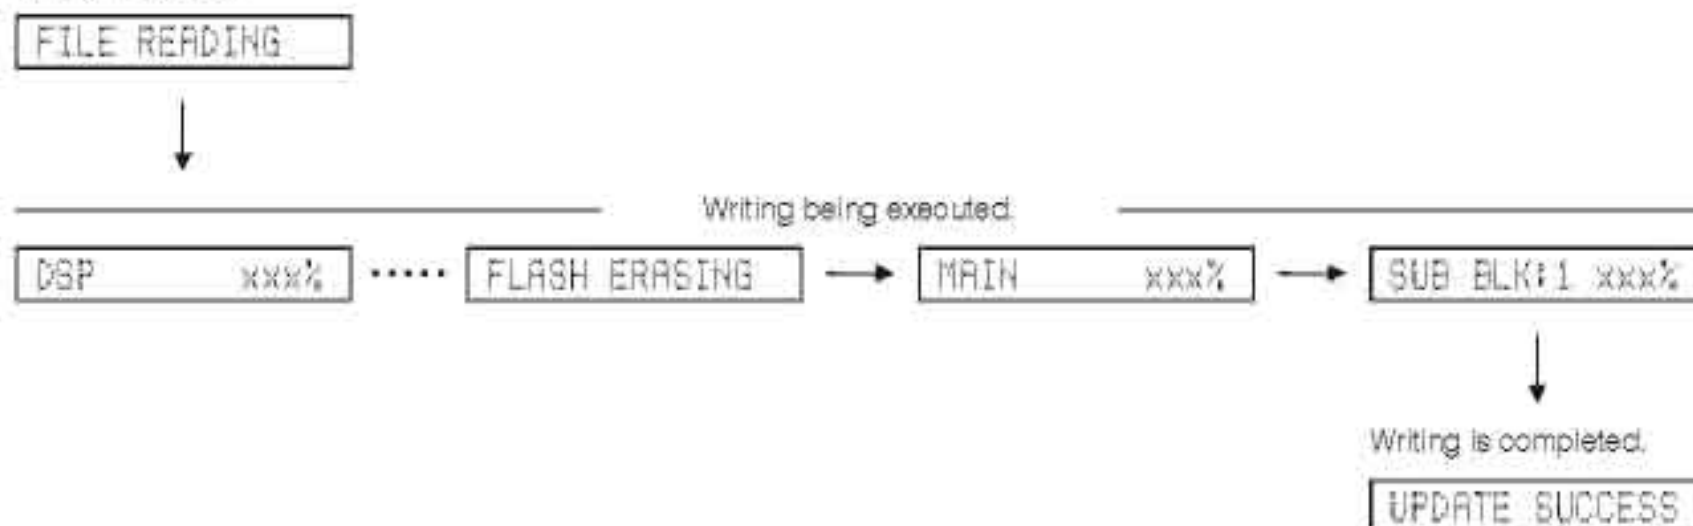 FILE READING
Writing being executed.
DSP xxx%
FLASH ERASING
MAIN xxx%
SUB BLK:1 xxx%
Writing is completed.
UPDATE SUCCESS